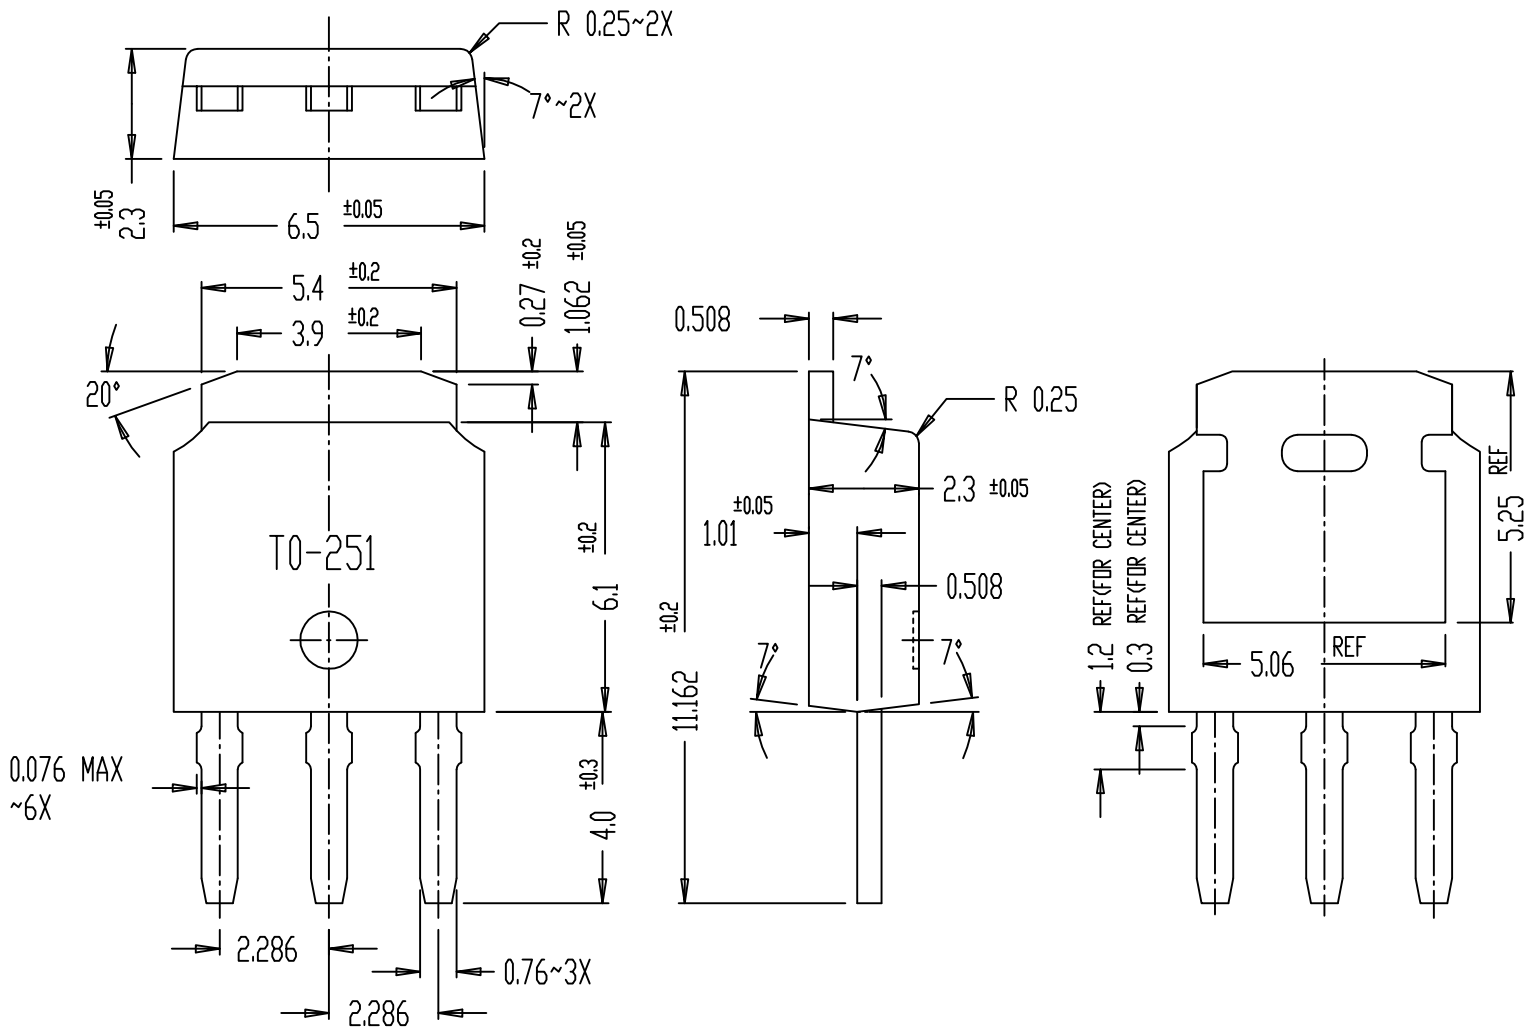 R 0.25~2X
7°~2X
±0.05
2.3
6.5 ±0.05
5.4 ±0.2
3.9 ±0.2
0.27 ±0.2
1.062 ±0.05
20°
TO-251
6.1 ±0.2
4.0 ±0.3
0.076 MAX
~6X
2.286
0.76~3X
2.286
0.508
7°
R 0.25
2.3 ±0.05
1.01 ±0.05
0.508
11.162 ±0.2
7°
7°
1.2 REF(FOR CENTER)
0.3 REF(FOR CENTER)
5.06 REF
5.25 REF